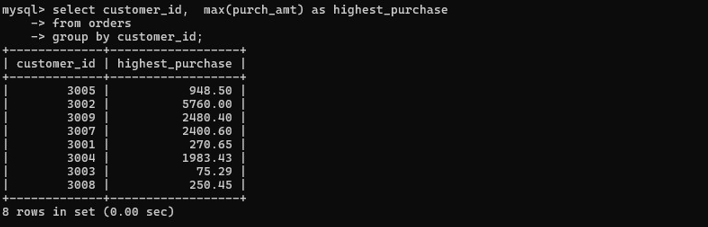 mysql> select customer_id,  max(purch_amt) as highest_purchase
    -> from orders
    -> group by customer_id;
+-------------+------------------+
| customer_id | highest_purchase |
+-------------+------------------+
|        3005 |           948.50 |
|        3002 |          5760.00 |
|        3009 |          2480.40 |
|        3007 |          2400.60 |
|        3001 |           270.65 |
|        3004 |          1983.43 |
|        3003 |            75.29 |
|        3008 |           250.45 |
+-------------+------------------+
8 rows in set (0.00 sec)